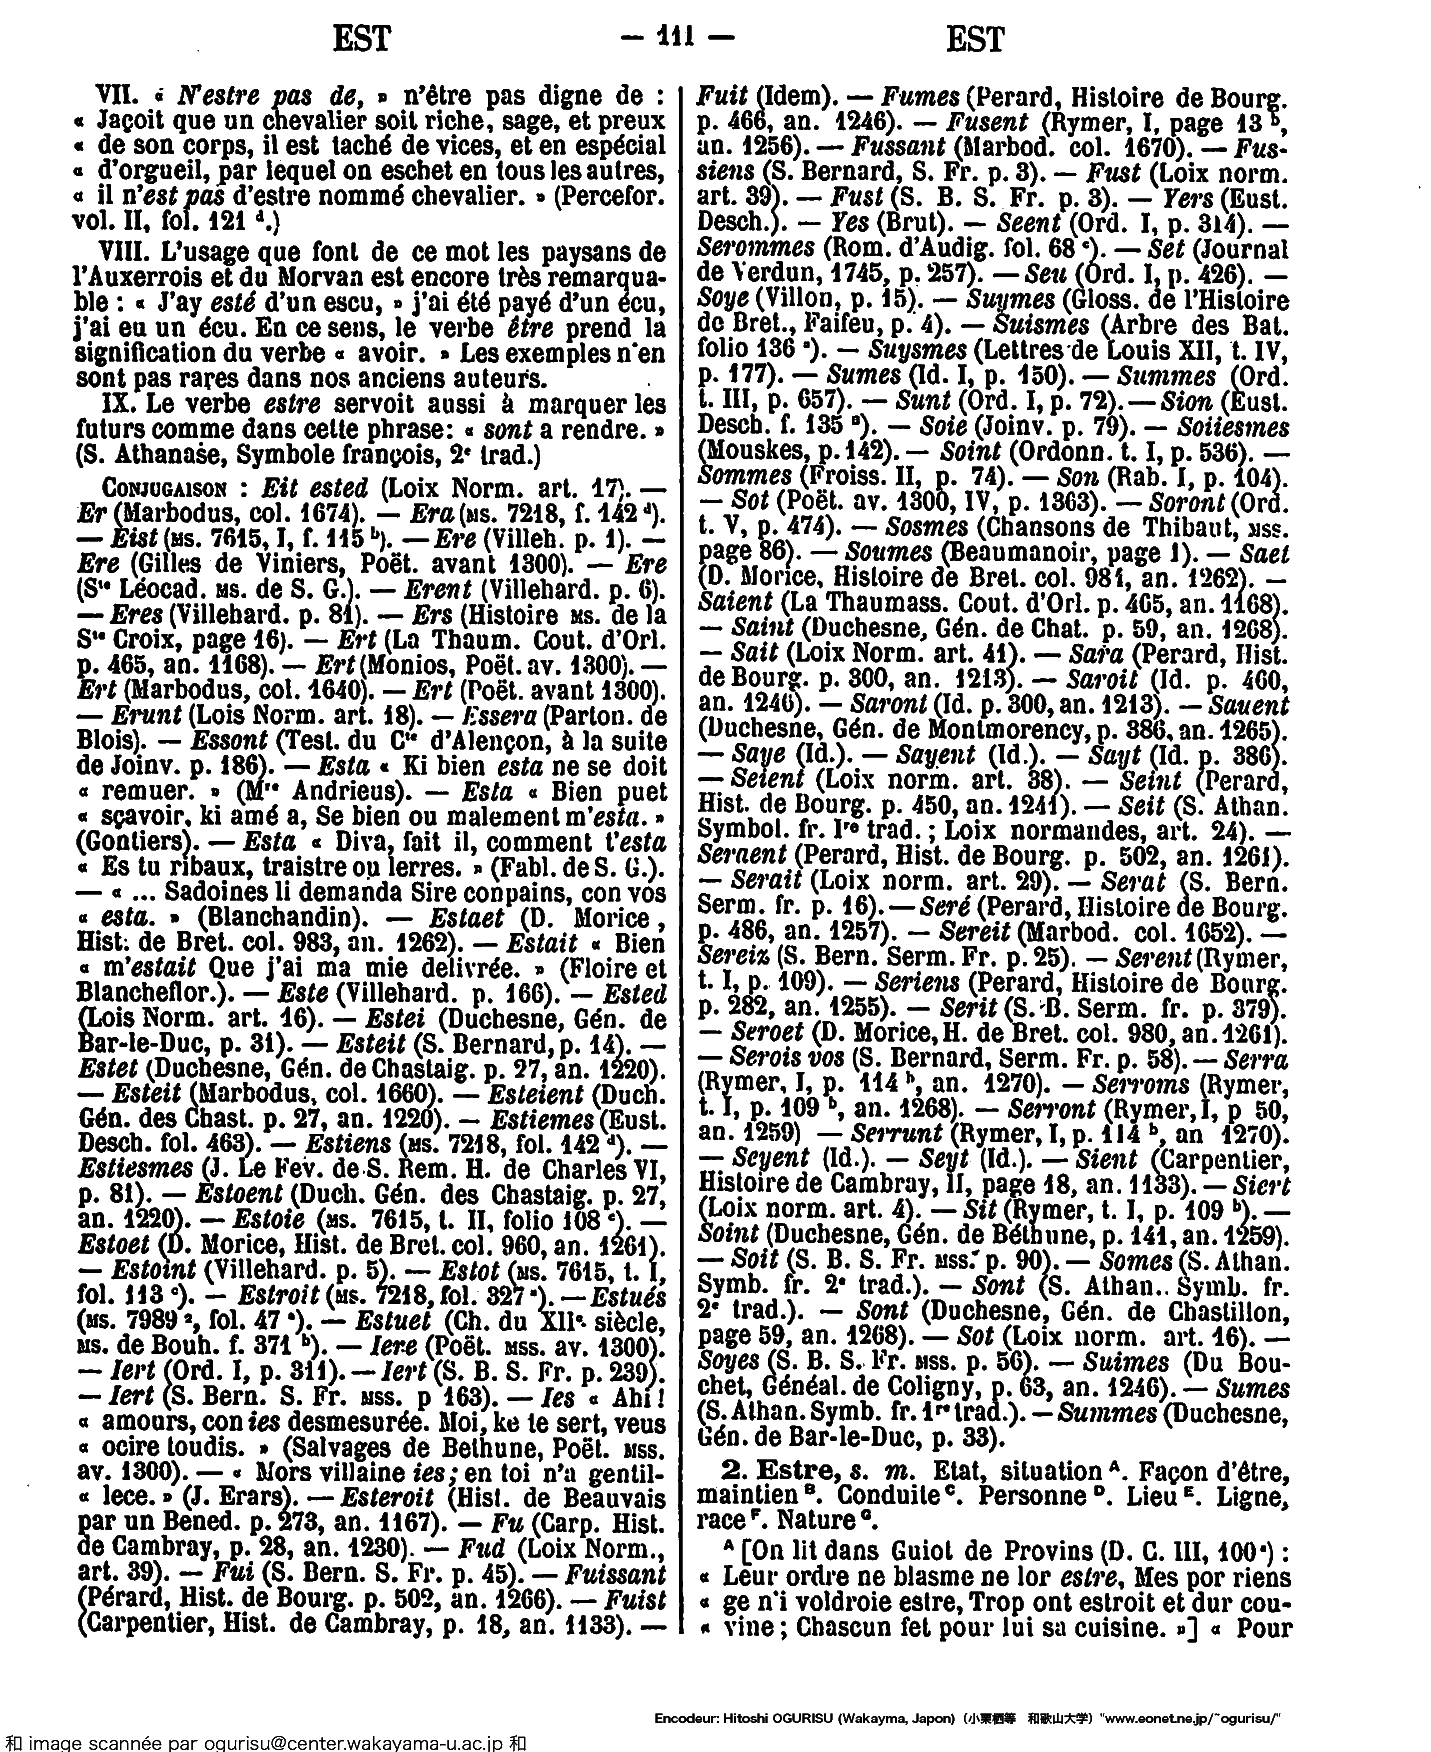 EST — 111 — EST
VII. « N'estre pas de, » n'être pas digne de :
« Jaçoit que un chevalier soit riche, sage, et preux
« de son corps, il est taché de vices, et en espécial
« d'orgueil, par lequel on eschet en tous les autres,
« il n'est pas d'estre nommé chevalier. » (Percefor.
vol. II, fol. 121 d.)
VIII. L'usage que font de ce mot les paysans de
l'Auxerrois et du Morvan est encore très remarqua-
ble : « J'ay esté d'un escu, » j'ai été payé d'un écu,
j'ai eu un écu. En ce sens, le verbe être prend la
signification du verbe « avoir. » Les exemples n'en
sont pas rares dans nos anciens auteurs.
IX. Le verbe estre servoit aussi à marquer les
futurs comme dans cette phrase: « sont a rendre. »
(S. Athanase, Symbole françois, 2e trad.)
CONJUGAISON : Eit ested (Loix Norm. art. 17). —
Er (Marbodus, col. 1674). — Era (MS. 7218, f. 142 d).
— Eist (MS. 7615, I, f. 115 b). — Ere (Villeh. p. 1). —
Ere (Gilles de Viniers, Poët. avant 1300). — Ere
(Ste Léocad. MS. de S. G.). — Erent (Villehard. p. 6).
— Eres (Villehard. p. 81). — Ers (Histoire MS. de la
Ste Croix, page 16). — Ert (La Thaum. Cout. d'Orl.
p. 465, an. 1168). — Ert (Monios, Poët. av. 1300). —
Ert (Marbodus, col. 1640). — Ert (Poët. avant 1300).
— Erunt (Lois Norm. art. 18). — Essera (Parton. de
Blois). — Essont (Test. du Cte d'Alençon, à la suite
de Joinv. p. 186). — Esta « Ki bien esta ne se doit
« remuer. » (Mre Andrieus). — Esta « Bien puet
« sçavoir, ki amé a, Se bien ou malement m'esta. »
(Gontiers). — Esta « Diva, fait il, comment t'esta
« Es tu ribaux, traistre ou lerres. » (Fabl. de S. G.).
— « ... Sadoines li demanda Sire conpains, con vos
« esta. » (Blanchandin). — Estaet (D. Morice,
Hist. de Bret. col. 983, an. 1262). — Estait « Bien
« m'estait Que j'ai ma mie delivrée. » (Floire et
Blancheflor.). — Este (Villehard. p. 166). — Ested
(Lois Norm. art. 16). — Estei (Duchesne, Gén. de
Bar-le-Duc, p. 31). — Esteit (S. Bernard, p. 14). —
Estet (Duchesne, Gén. de Chastaig. p. 27, an. 1220).
— Esteit (Marbodus, col. 1660). — Esteient (Duch.
Gén. des Chast. p. 27, an. 1220). — Estiemes (Eust.
Desch. fol. 463). — Estiens (MS. 7218, fol. 142 d). —
Estiesmes (J. Le Fev. de S. Rem. H. de Charles VI,
p. 81). — Estoent (Duch. Gén. des Chastaig. p. 27,
an. 1220). — Estoie (MS. 7615, t. II, folio 108 c). —
Estoet (D. Morice, Hist. de Bret. col. 960, an. 1261).
— Estoint (Villehard. p. 5). — Estot (MS. 7615, t. I,
fol. 113 c). — Estroit (MS. 7218, fol. 327 a). — Estués
(MS. 7989 2, fol. 47 a). — Estuet (Ch. du XIIe siècle,
MS. de Bouh. f. 371 b). — Iere (Poët. MSS. av. 1300).
— Iert (Ord. I, p. 311). — Iert (S. B. S. Fr. p. 239).
— Iert (S. Bern. S. Fr. MSS. p 163). — Ies « Ahi !
« amours, con ies desmesurée. Moi, ke te sert, veus
« ocire toudis. » (Salvages de Bethune, Poët. MSS.
av. 1300). — « Mors villaine ies ; en toi n'a gentil-
« lece. » (J. Erars). — Esteroit (Hist. de Beauvais
par un Bened. p. 273, an. 1167). — Fu (Carp. Hist.
de Cambray, p. 28, an. 1230). — Fud (Loix Norm.,
art. 39). — Fui (S. Bern. S. Fr. p. 45). — Fuissant
(Pérard, Hist. de Bourg. p. 502, an. 1266). — Fuist
(Carpentier, Hist. de Cambray, p. 18, an. 1133). —
Fuit (Idem). — Fumes (Perard, Histoire de Bourg.
p. 466, an. 1246). — Fusent (Rymer, I, page 13 b,
an. 1256). — Fussant (Marbod. col. 1670). — Fus-
siens (S. Bernard, S. Fr. p. 3). — Fust (Loix norm.
art. 39). — Fust (S. B. S. Fr. p. 3). — Yers (Eust.
Desch.). — Yes (Brut). — Seent (Ord. I, p. 314). —
Serommes (Rom. d'Audig. fol. 68 c). — Set (Journal
de Verdun, 1745, p. 257). — Seu (Ord. I, p. 426). —
Soye (Villon, p. 15). — Suymes (Gloss. de l'Histoire
de Bret., Faifeu, p. 4). — Suismes (Arbre des Bat.
folio 136 a). — Suysmes (Lettres de Louis XII, t. IV,
p. 177). — Sumes (Id. I, p. 150). — Summes (Ord.
t. III, p. 657). — Sunt (Ord. I, p. 72). — Sion (Eust.
Desch. f. 135 a). — Soie (Joinv. p. 79). — Soiiesmes
(Mouskes, p. 142). — Soint (Ordonn. t. I, p. 536). —
Sommes (Froiss. II, p. 74). — Son (Rab. I, p. 104).
— Sot (Poët. av. 1300, IV, p. 1363). — Soront (Ord.
t. V, p. 474). — Sosmes (Chansons de Thibaut, MSS.
page 86). — Soumes (Beaumanoir, page 1). — Saet
(D. Morice, Histoire de Bret. col. 981, an. 1262). —
Saient (La Thaumass. Cout. d'Orl. p. 465, an. 1168).
— Saint (Duchesne, Gén. de Chat. p. 59, an. 1268).
— Sait (Loix Norm. art. 41). — Sara (Perard, Hist.
de Bourg. p. 300, an. 1213). — Saroit (Id. p. 460,
an. 1246). — Saront (Id. p. 300, an. 1213). — Sauent
(Duchesne, Gén. de Montmorency, p. 386, an. 1265).
— Saye (Id.). — Sayent (Id.). — Sayt (Id. p. 386).
— Seient (Loix norm. art. 38). — Seint (Perard,
Hist. de Bourg. p. 450, an. 1241). — Seit (S. Athan.
Symbol. fr. Ire trad. ; Loix normandes, art. 24). —
Seraent (Perard, Hist. de Bourg. p. 502, an. 1261).
— Serait (Loix norm. art. 29). — Serat (S. Bern.
Serm. fr. p. 16). — Seré (Perard, Histoire de Bourg.
p. 486, an. 1257). — Sereit (Marbod. col. 1652). —
Sereiz (S. Bern. Serm. Fr. p. 25). — Serent (Rymer,
t. I, p. 109). — Seriens (Perard, Histoire de Bourg.
p. 282, an. 1255). — Serit (S. B. Serm. fr. p. 379).
— Seroet (D. Morice, H. de Bret. col. 980, an. 1261).
— Serois vos (S. Bernard, Serm. Fr. p. 58). — Serra
(Rymer, I, p. 114 b, an. 1270). — Serroms (Rymer,
t. I, p. 109 b, an. 1268). — Serront (Rymer, I, p 50,
an. 1259) — Serrunt (Rymer, I, p. 114 b, an 1270).
— Seyent (Id.). — Seyt (Id.). — Sient (Carpentier,
Histoire de Cambray, II, page 18, an. 1133). — Siert
(Loix norm. art. 4). — Sit (Rymer, t. I, p. 109 b). —
Soint (Duchesne, Gén. de Béthune, p. 141, an. 1259).
— Soit (S. B. S. Fr. MSS. p. 90). — Somes (S. Athan.
Symb. fr. 2e trad.). — Sont (S. Athan. Symb. fr.
2e trad.). — Sont (Duchesne, Gén. de Chastillon,
page 59, an. 1268). — Sot (Loix norm. art. 16). —
Soyes (S. B. S. Fr. MSS. p. 56). — Suimes (Du Bou-
chet, Généal. de Coligny, p. 63, an. 1246). — Sumes
(S. Athan. Symb. fr. 1re trad.). — Summes (Duchesne,
Gén. de Bar-le-Duc, p. 33).
2. Estre, s. m. Etat, situation A. Façon d'être,
maintien B. Conduite C. Personne D. Lieu E. Ligne,
race F. Nature G.
A [On lit dans Guiot de Provins (D. C. III, 100 a) :
« Leur ordre ne blasme ne lor estre, Mes por riens
« ge n'i voldroie estre, Trop ont estroit et dur cou-
« vine ; Chascun fet pour lui sa cuisine. »] « Pour
Encodeur: Hitoshi OGURISU (Wakayma, Japon) (小栗栖等 和歌山大学) "www.eonet.ne.jp/~ogurisu/"
和 image scannée par ogurisu@center.wakayama-u.ac.jp 和